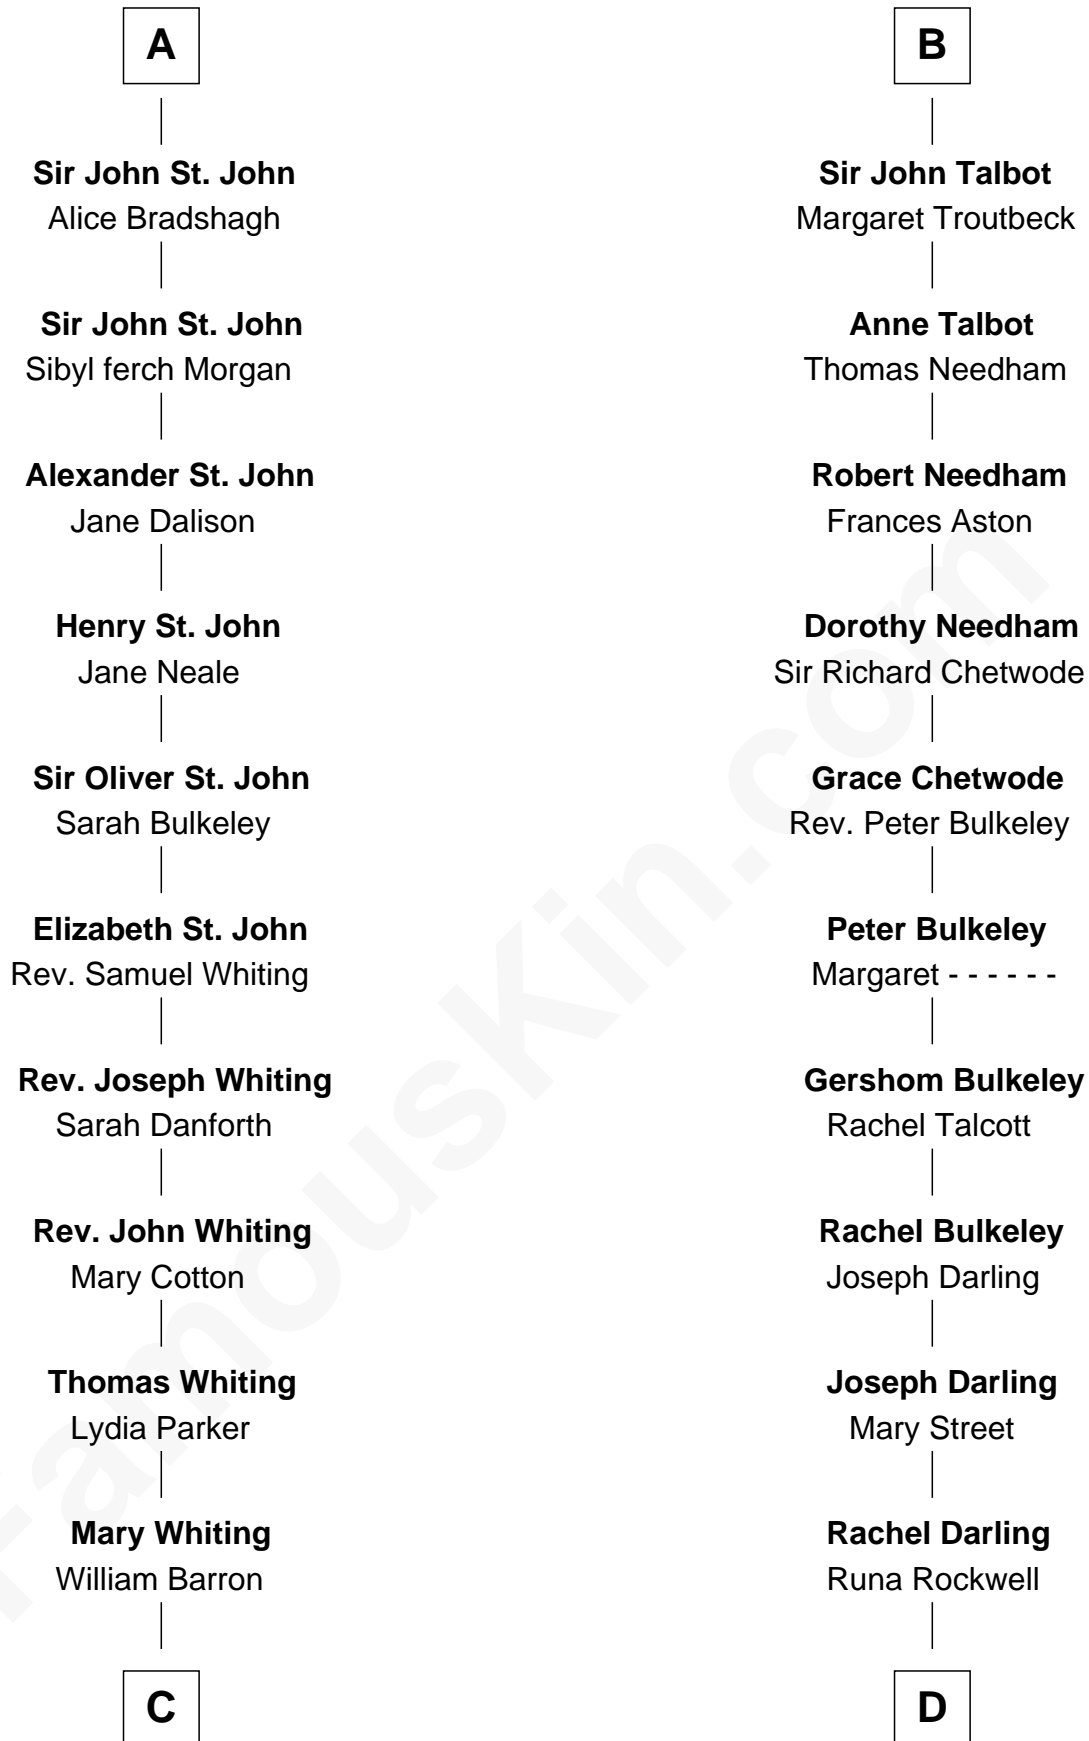 A
Sir John St. John
Alice Bradshagh
Sir John St. John
Sibyl ferch Morgan
Alexander St. John
Jane Dalison
Henry St. John
Jane Neale
Sir Oliver St. John
Sarah Bulkeley
Elizabeth St. John
Rev. Samuel Whiting
Rev. Joseph Whiting
Sarah Danforth
Rev. John Whiting
Mary Cotton
Thomas Whiting
Lydia Parker
Mary Whiting
William Barron
C
B
Sir John Talbot
Margaret Troutbeck
Anne Talbot
Thomas Needham
Robert Needham
Frances Aston
Dorothy Needham
Sir Richard Chetwode
Grace Chetwode
Rev. Peter Bulkeley
Peter Bulkeley
Margaret - - - - - -
Gershom Bulkeley
Rachel Talcott
Rachel Bulkeley
Joseph Darling
Joseph Darling
Mary Street
Rachel Darling
Runa Rockwell
D
FamousKin.com